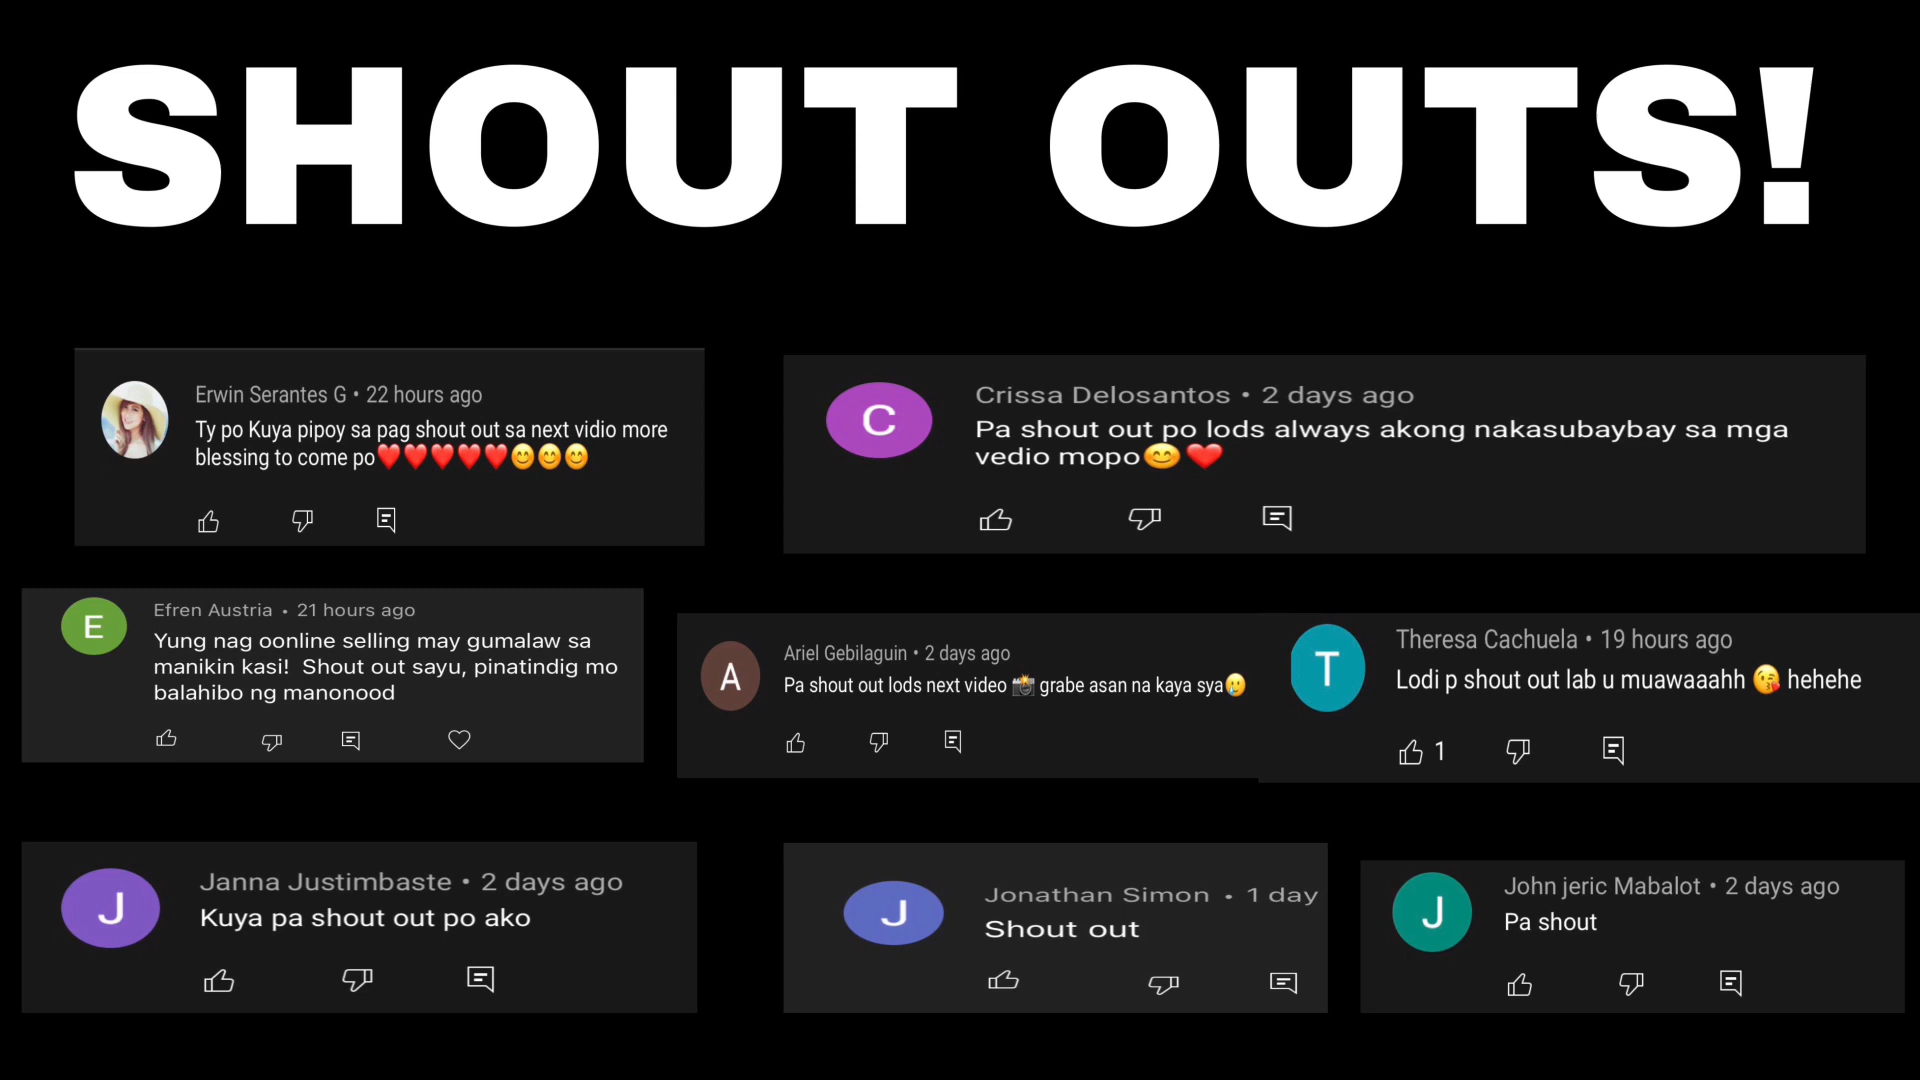 SHOUT OUTS!
Erwin Serantes G • 22 hours ago
Ty po Kuya pipoy sa pag shout out sa next vidio more
blessing to come po❤️❤️❤️❤️❤️😊😊😊
C
Crissa Delosantos • 2 days ago
Pa shout out po lods always akong nakasubaybay sa mga
vedio mopo😊❤️
E
Efren Austria • 21 hours ago
Yung nag oonline selling may gumalaw sa
manikin kasi! Shout out sayu, pinatindig mo
balahibo ng manonood
A
Ariel Gebilaguin • 2 days ago
Pa shout out lods next video 📸 grabe asan na kaya sya🥲
T
Theresa Cachuela • 19 hours ago
Lodi p shout out lab u muawaaahh 😘 hehehe
1
J
Janna Justimbaste • 2 days ago
Kuya pa shout out po ako
J
Jonathan Simon • 1 day
Shout out
J
John jeric Mabalot • 2 days ago
Pa shout